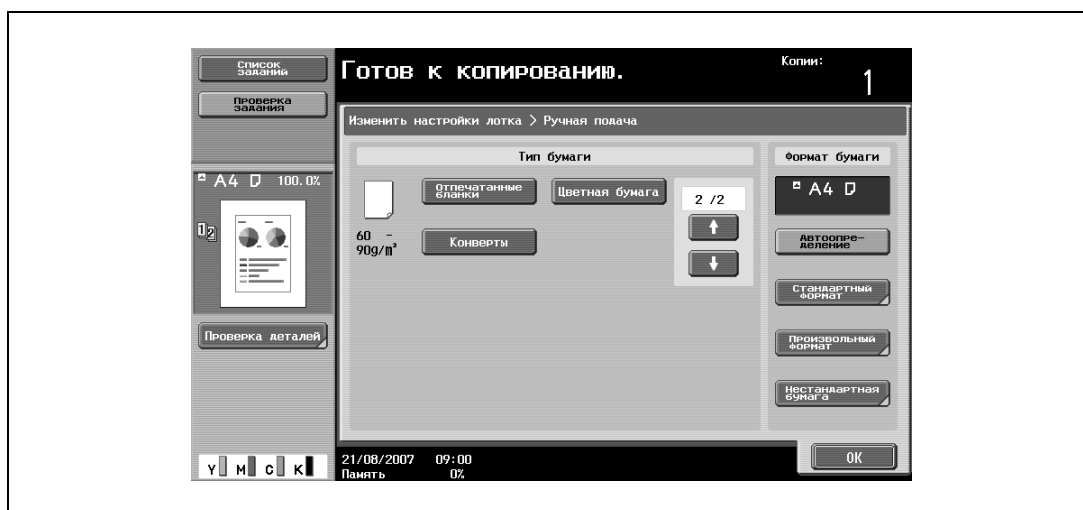 Список
заданий
Проверка
задания
A4 100.0%
12
Проверка деталей
Y M C K
Готов к копированию.
Копии:
1
Изменить настройки лотка > Ручная подача
Тип бумаги
60 -
90g/m²
Отпечатанные
бланки
Цветная бумага
Конверты
2 /2
↑
↓
Формат бумаги
A4
Автоопре-
деление
Стандартный
формат
Произвольный
формат
Нестандартная
бумага
21/08/2007 09:00
Память 0%
OK